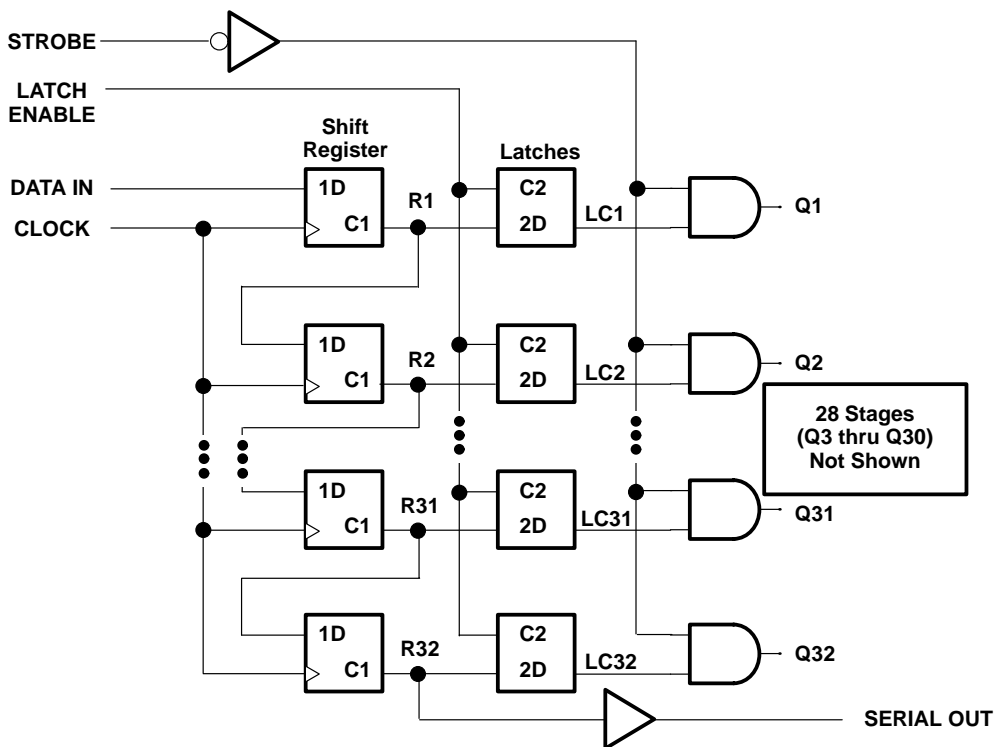 STROBE
LATCH
ENABLE
Shift
Register
Latches
DATA IN
CLOCK
1D
C1
R1
C2
2D
LC1
Q1
1D
C1
R2
C2
2D
LC2
Q2
28 Stages
(Q3 thru Q30)
Not Shown
1D
C1
R31
C2
2D
LC31
Q31
1D
C1
R32
C2
2D
LC32
Q32
SERIAL OUT